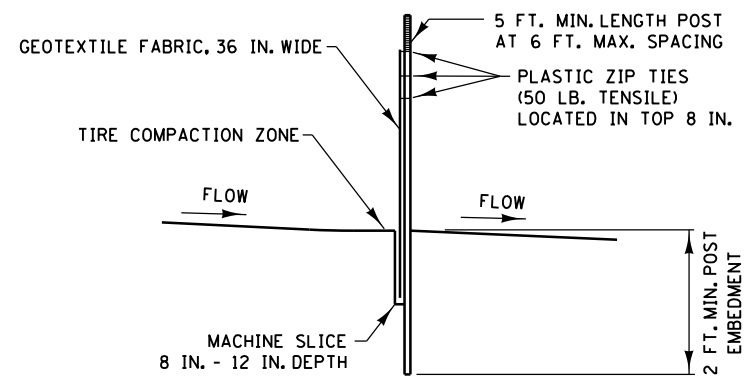 5 FT. MIN. LENGTH POST
AT 6 FT. MAX. SPACING
GEOTEXTILE FABRIC, 36 IN. WIDE
PLASTIC ZIP TIES
(50 LB. TENSILE)
LOCATED IN TOP 8 IN.
TIRE COMPACTION ZONE
FLOW
FLOW
2 FT. MIN. POST
EMBEDMENT
MACHINE SLICE
8 IN. - 12 IN. DEPTH